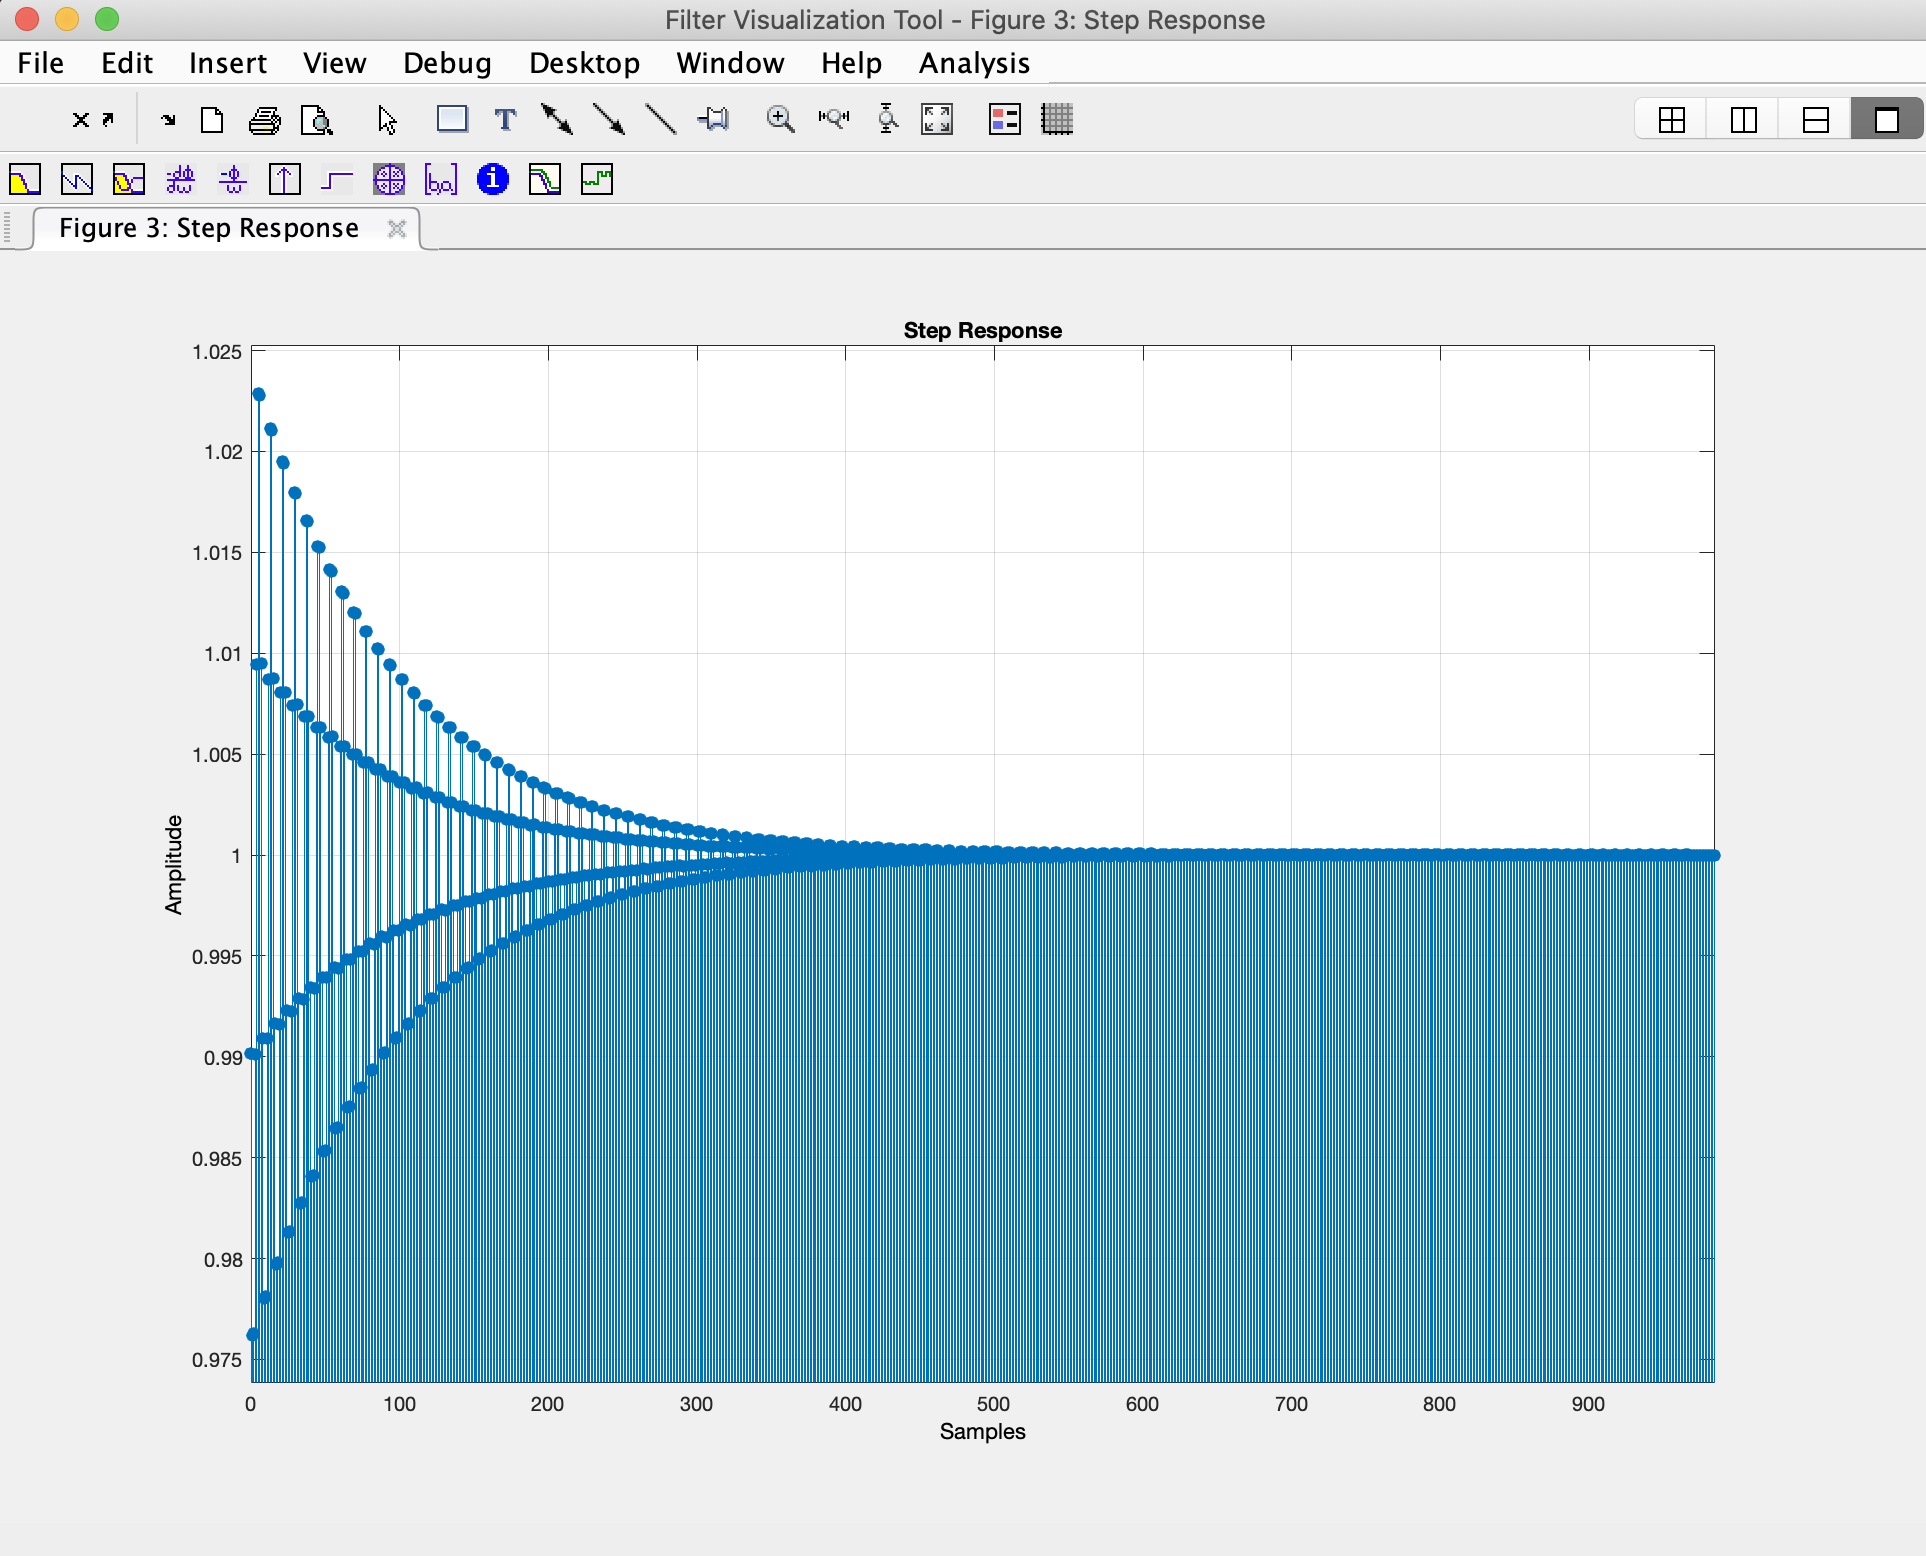 Filter Visualization Tool - Figure 3: Step Response
File Edit Insert View Debug Desktop Window Help Analysis
T
-dϕ
dω
-ϕ
ω
[b,a]
i
Figure 3: Step Response
Step Response
1.025
1.02
1.015
1.01
1.005
1
0.995
0.99
0.985
0.98
0.975
Amplitude
0 100 200 300 400 500 600 700 800 900
Samples